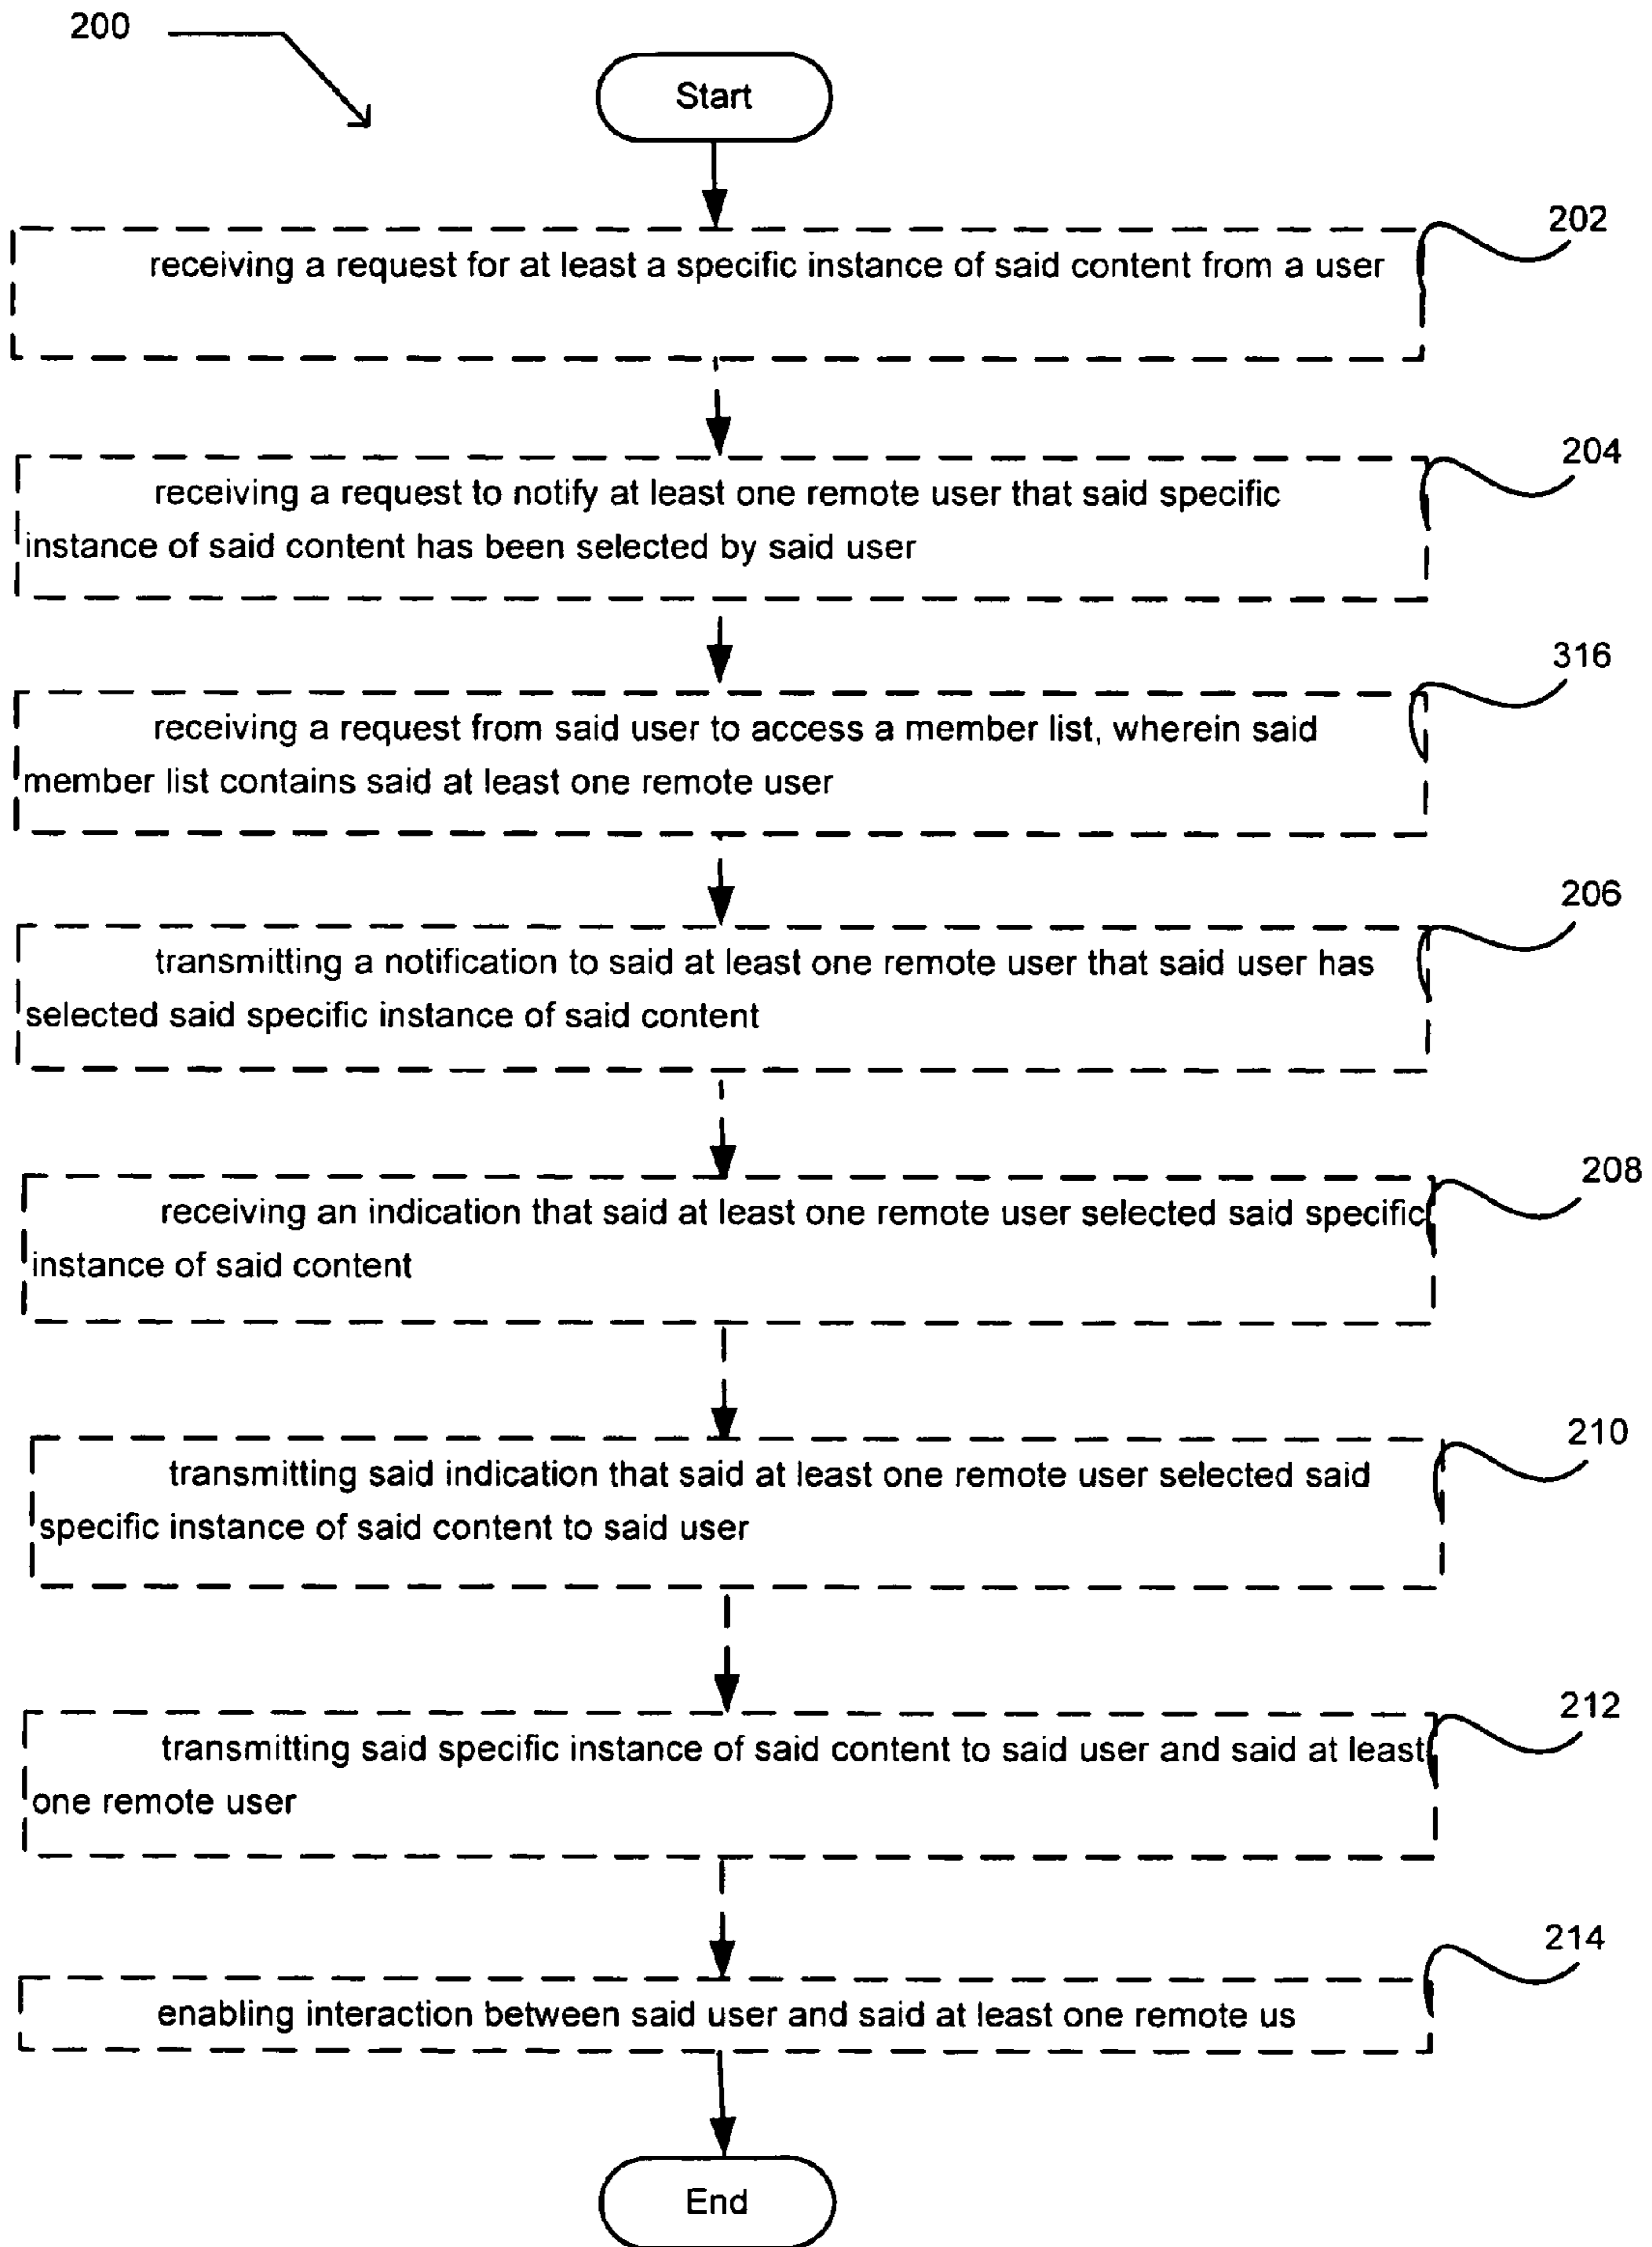 200
Start
202
receiving a request for at least a specific instance of said content from a user
204
receiving a request to notify at least one remote user that said specific
instance of said content has been selected by said user
316
receiving a request from said user to access a member list, wherein said
member list contains said at least one remote user
206
transmitting a notification to said at least one remote user that said user has
selected said specific instance of said content
208
receiving an indication that said at least one remote user selected said specific
instance of said content
210
transmitting said indication that said at least one remote user selected said
specific instance of said content to said user
212
transmitting said specific instance of said content to said user and said at least
one remote user
214
enabling interaction between said user and said at least one remote us
End